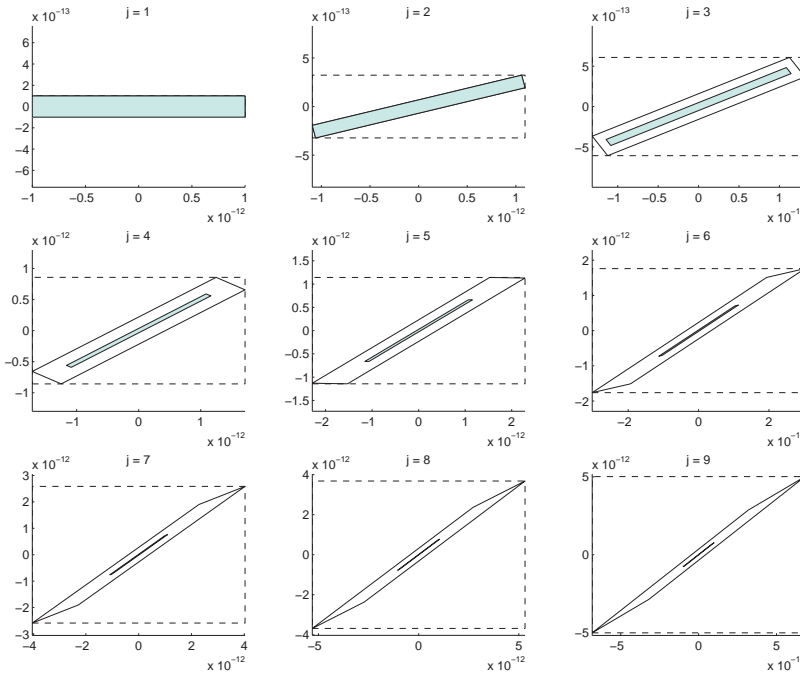 x 10⁻¹³ j = 1
6
4
2
0
−2
−4
−6
−1 −0.5 0 0.5 1
x 10⁻¹²
x 10⁻¹³ j = 2
5
0
−5
−1 −0.5 0 0.5 1
x 10⁻¹²
x 10⁻¹³ j = 3
5
0
−5
−1 −0.5 0 0.5 1
x 10⁻¹
x 10⁻¹² j = 4
1
0.5
0
−0.5
−1
−1 0 1
x 10⁻¹²
x 10⁻¹² j = 5
1.5
1
0.5
0
−0.5
−1
−1.5
−2 −1 0 1 2
x 10⁻¹²
x 10⁻¹² j = 6
2
1
0
−1
−2
−2 0 2
x 10⁻¹²
x 10⁻¹² j = 7
3
2
1
0
−1
−2
−3
−4 −2 0 2 4
x 10⁻¹²
x 10⁻¹² j = 8
4
2
0
−2
−4
−5 0 5
x 10⁻¹²
x 10⁻¹² j = 9
5
0
−5
−5 0 5
x 10⁻¹